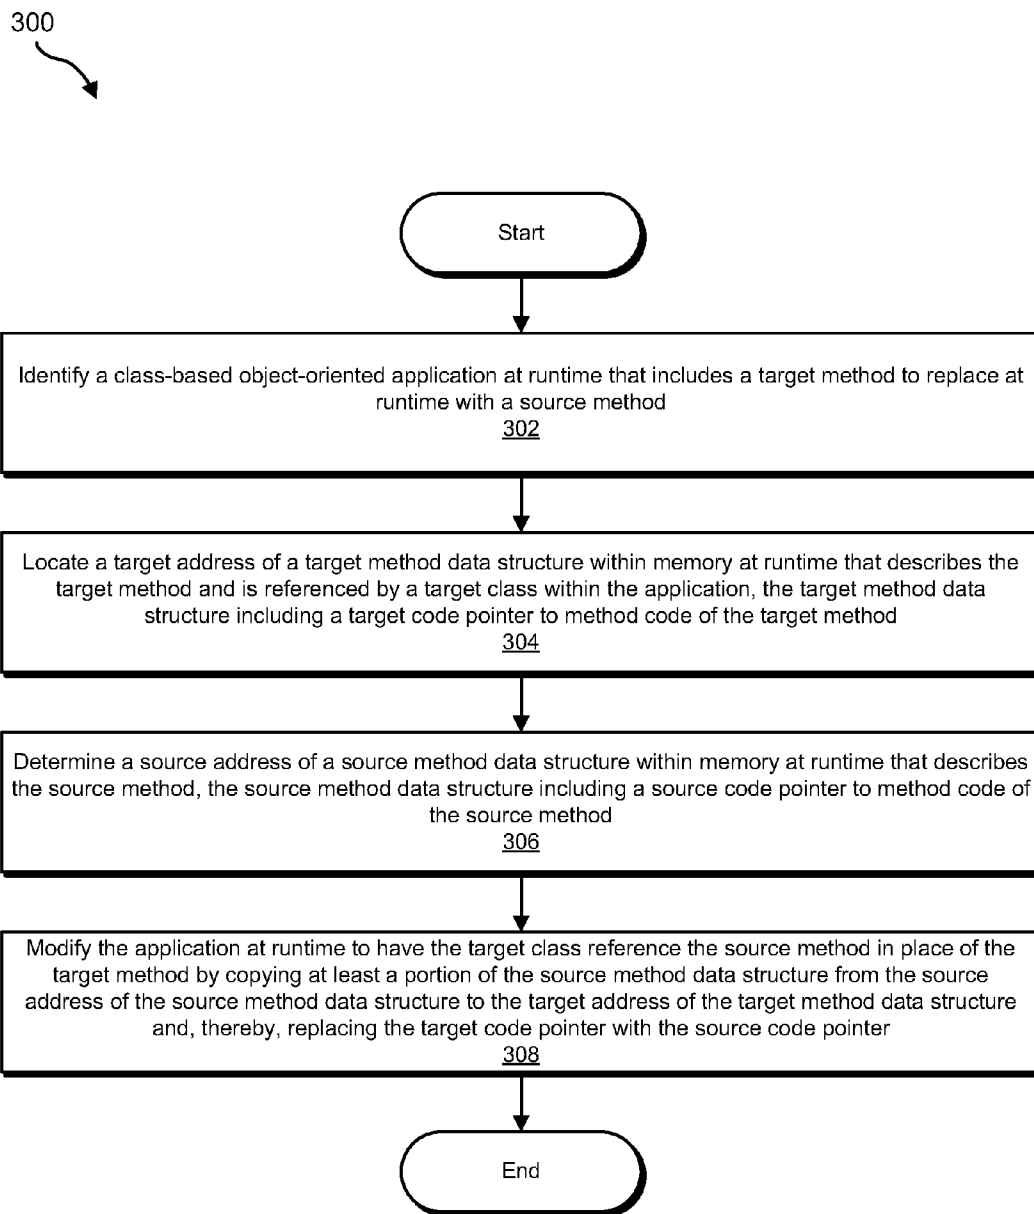 300
Start
Identify a class-based object-oriented application at runtime that includes a target method to replace at
runtime with a source method
302
Locate a target address of a target method data structure within memory at runtime that describes the
target method and is referenced by a target class within the application, the target method data
structure including a target code pointer to method code of the target method
304
Determine a source address of a source method data structure within memory at runtime that describes
the source method, the source method data structure including a source code pointer to method code of
the source method
306
Modify the application at runtime to have the target class reference the source method in place of the
target method by copying at least a portion of the source method data structure from the source
address of the source method data structure to the target address of the target method data structure
and, thereby, replacing the target code pointer with the source code pointer
308
End